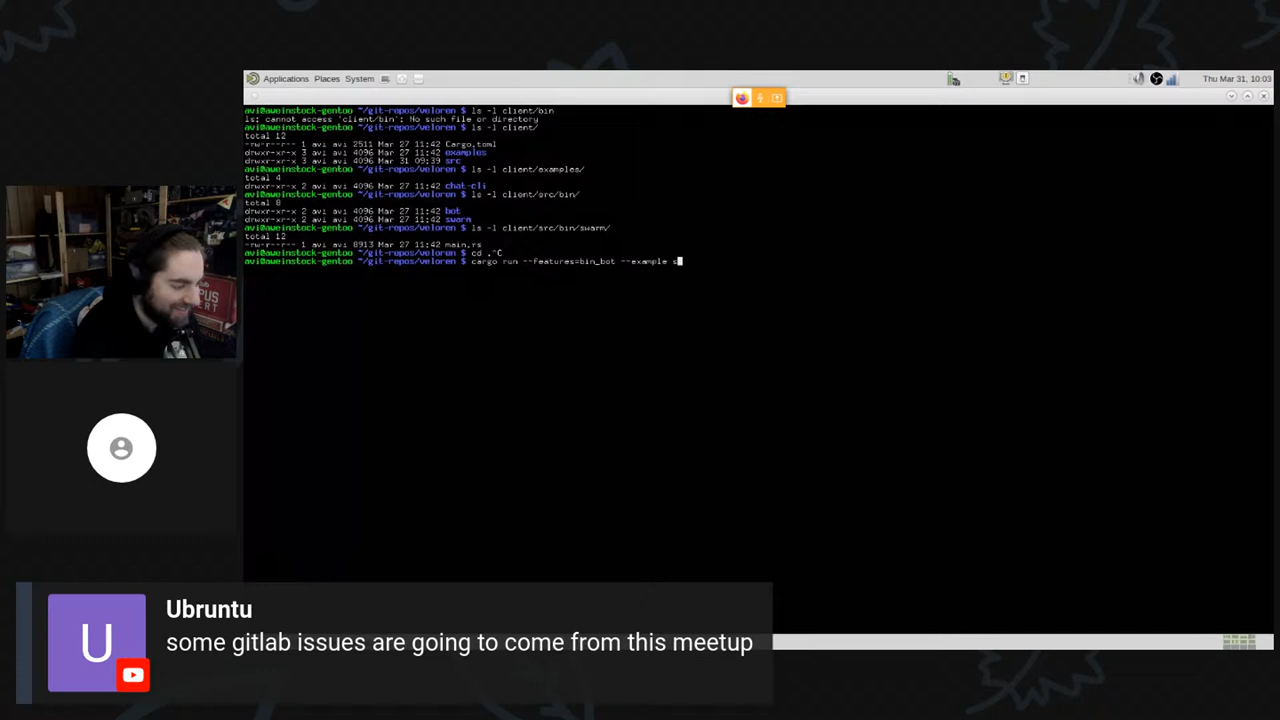 Applications Places System
Thu Mar 31, 10:03
avi@aweinstock-gentoo ~/git-repos/veloren $ ls -l client/bin
ls: cannot access 'client/bin': No such file or directory
avi@aweinstock-gentoo ~/git-repos/veloren $ ls -l client/
total 12
-rw-r--r-- 1 avi avi 2511 Mar 27 11:42 Cargo.toml
drwxr-xr-x 3 avi avi 4096 Mar 27 11:42 examples
drwxr-xr-x 3 avi avi 4096 Mar 31 09:39 src
avi@aweinstock-gentoo ~/git-repos/veloren $ ls -l client/examples/
total 4
drwxr-xr-x 2 avi avi 4096 Mar 27 11:42 chat-cli
avi@aweinstock-gentoo ~/git-repos/veloren $ ls -l client/src/bin/
total 8
drwxr-xr-x 2 avi avi 4096 Mar 27 11:42 bot
drwxr-xr-x 2 avi avi 4096 Mar 27 11:42 swarm
avi@aweinstock-gentoo ~/git-repos/veloren $ ls -l client/src/bin/swarm/
total 12
-rw-r--r-- 1 avi avi 8913 Mar 27 11:42 main.rs
avi@aweinstock-gentoo ~/git-repos/veloren $ cd .^C
avi@aweinstock-gentoo ~/git-repos/veloren $ cargo run --features=bin_bot --example s
U
Ubruntu
some gitlab issues are going to come from this meetup